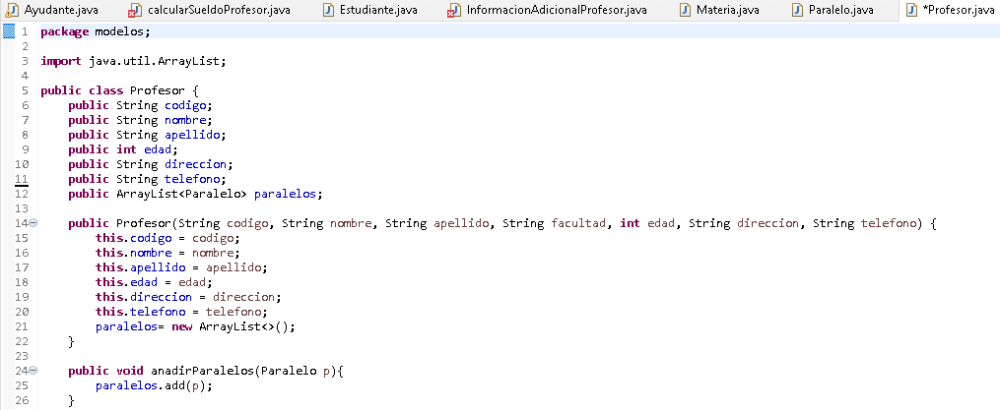 Ayudante.java calcularSueldoProfesor.java Estudiante.java InformacionAdicionalProfesor.java Materia.java Paralelo.java *Profesor.java
1 package modelos;
2
3 import java.util.ArrayList;
4
5 public class Profesor {
6 public String codigo;
7 public String nombre;
8 public String apellido;
9 public int edad;
10 public String direccion;
11 public String telefono;
12 public ArrayList<Paralelo> paralelos;
13
14 public Profesor(String codigo, String nombre, String apellido, String facultad, int edad, String direccion, String telefono) {
15 this.codigo = codigo;
16 this.nombre = nombre;
17 this.apellido = apellido;
18 this.edad = edad;
19 this.direccion = direccion;
20 this.telefono = telefono;
21 paralelos= new ArrayList<>();
22 }
23
24 public void anadirParalelos(Paralelo p){
25 paralelos.add(p);
26 }